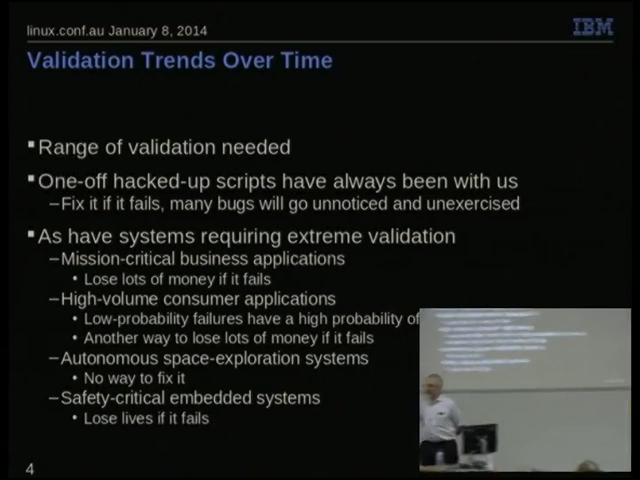 linux.conf.au January 8, 2014
IBM
Validation Trends Over Time
Range of validation needed
One-off hacked-up scripts have always been with us
–Fix it if it fails, many bugs will go unnoticed and unexercised
As have systems requiring extreme validation
–Mission-critical business applications
• Lose lots of money if it fails
–High-volume consumer applications
• Low-probability failures have a high probability of
• Another way to lose lots of money if it fails
–Autonomous space-exploration systems
• No way to fix it
–Safety-critical embedded systems
• Lose lives if it fails
4